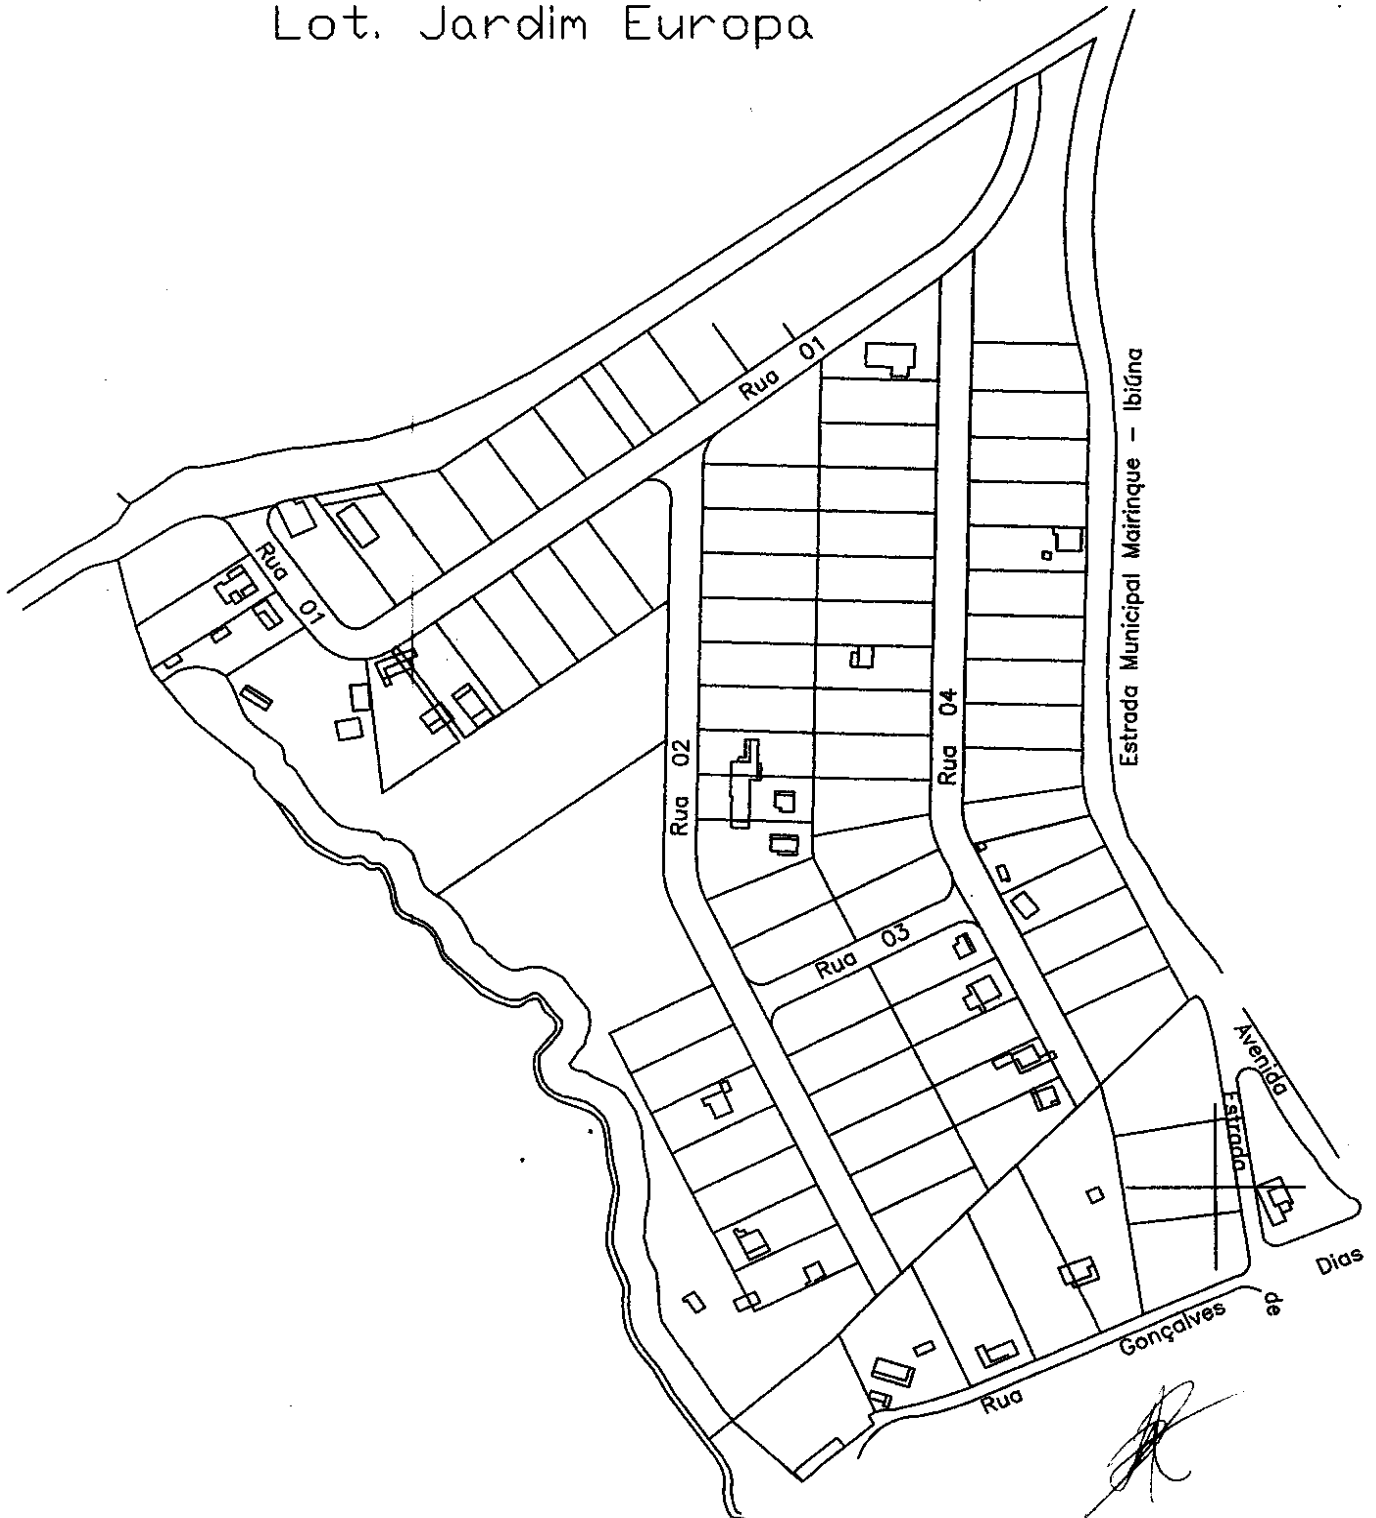 Lot. Jardim Europa
Rua 01
Rua 01
Estrada Municipal Mairinque - Ibiúna
Rua 04
Rua 02
Rua 03
Avenida
Estrada
Dias
de
Gonçalves
Rua